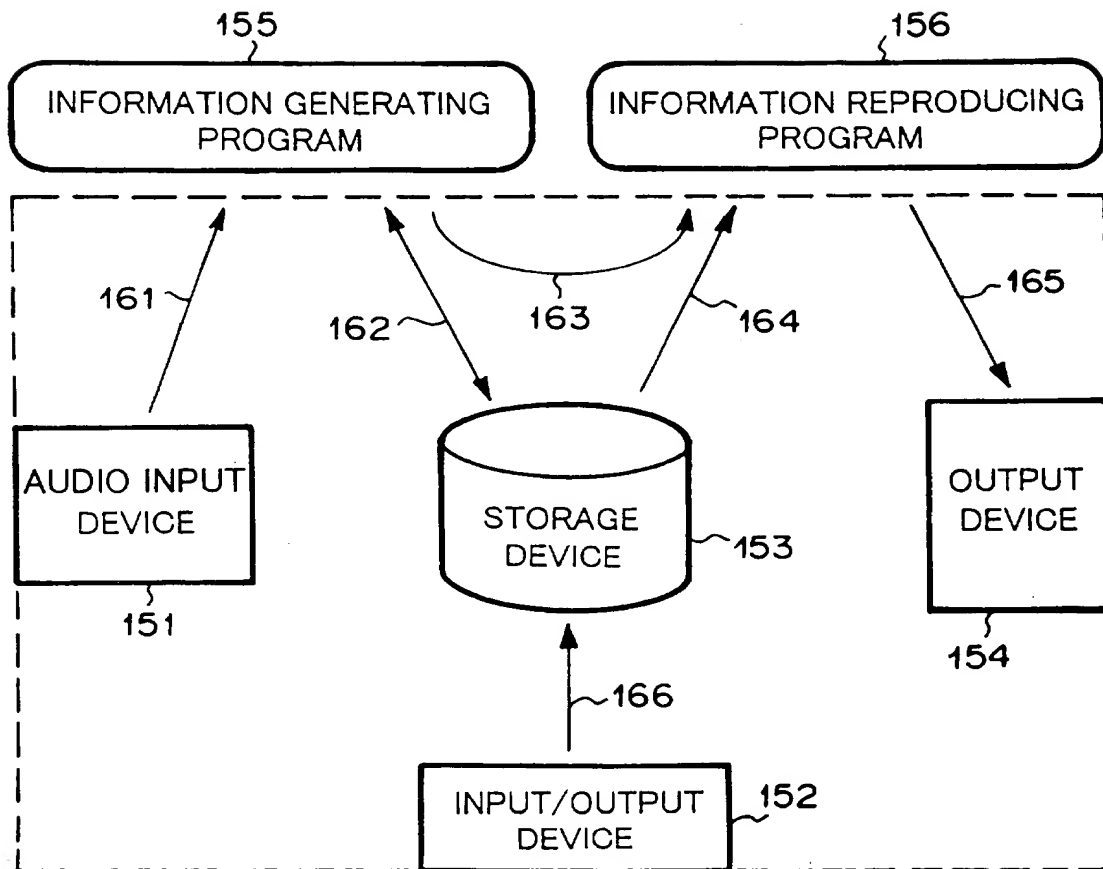 155
156
INFORMATION GENERATING
PROGRAM
INFORMATION REPRODUCING
PROGRAM
161
162
163
164
165
AUDIO INPUT
DEVICE
151
STORAGE
DEVICE
153
OUTPUT
DEVICE
154
166
INPUT/OUTPUT
DEVICE
152